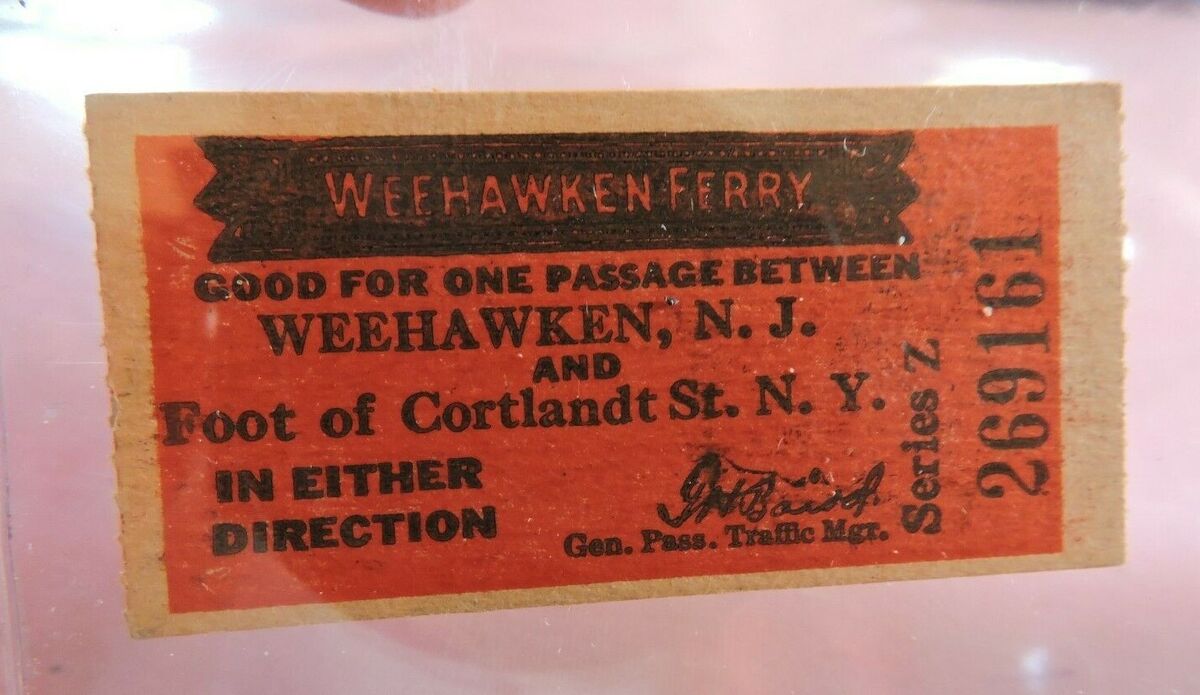 WEEHAWKEN FERRY
GOOD FOR ONE PASSAGE BETWEEN
WEEHAWKEN, N. J.
AND
Foot of Cortlandt St. N. Y.
IN EITHER
DIRECTION
Gen. Pass. Traffic Mgr.
Series Z
269161